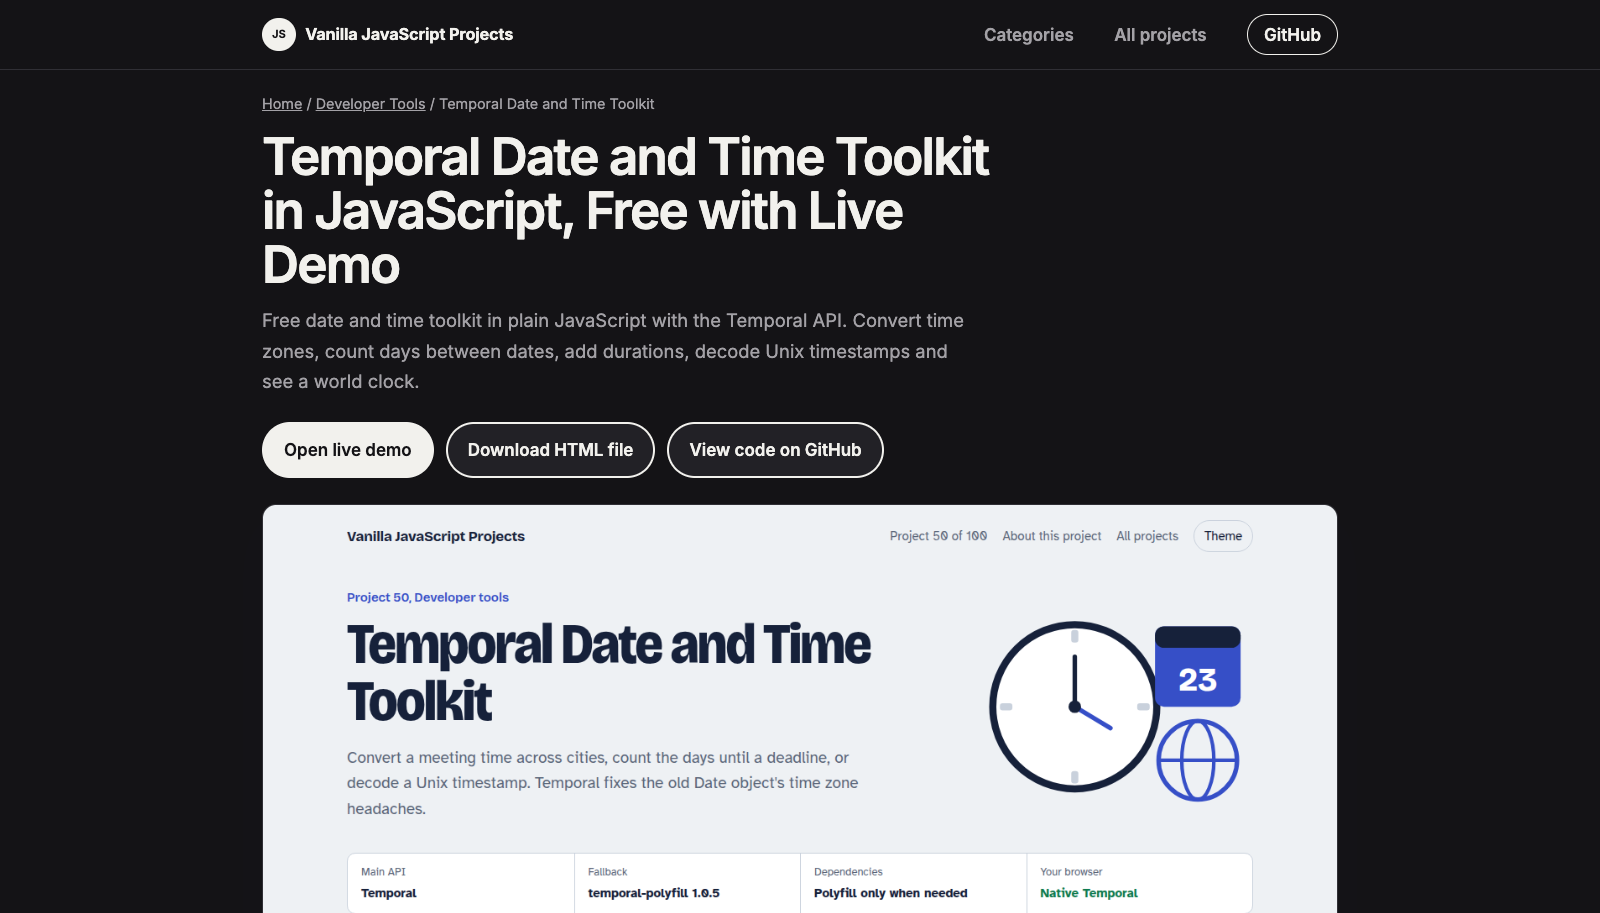 JS Vanilla JavaScript Projects
Categories All projects GitHub
Home / Developer Tools / Temporal Date and Time Toolkit
Temporal Date and Time Toolkit
in JavaScript, Free with Live
Demo
Free date and time toolkit in plain JavaScript with the Temporal API. Convert time
zones, count days between dates, add durations, decode Unix timestamps and
see a world clock.
Open live demo Download HTML file View code on GitHub
Vanilla JavaScript Projects
Project 50 of 100 About this project All projects Theme
Project 50, Developer tools
Temporal Date and Time
Toolkit
23
Convert a meeting time across cities, count the days until a deadline, or
decode a Unix timestamp. Temporal fixes the old Date object's time zone
headaches.
Main API
Temporal
Fallback
temporal-polyfill 1.0.5
Dependencies
Polyfill only when needed
Your browser
Native Temporal